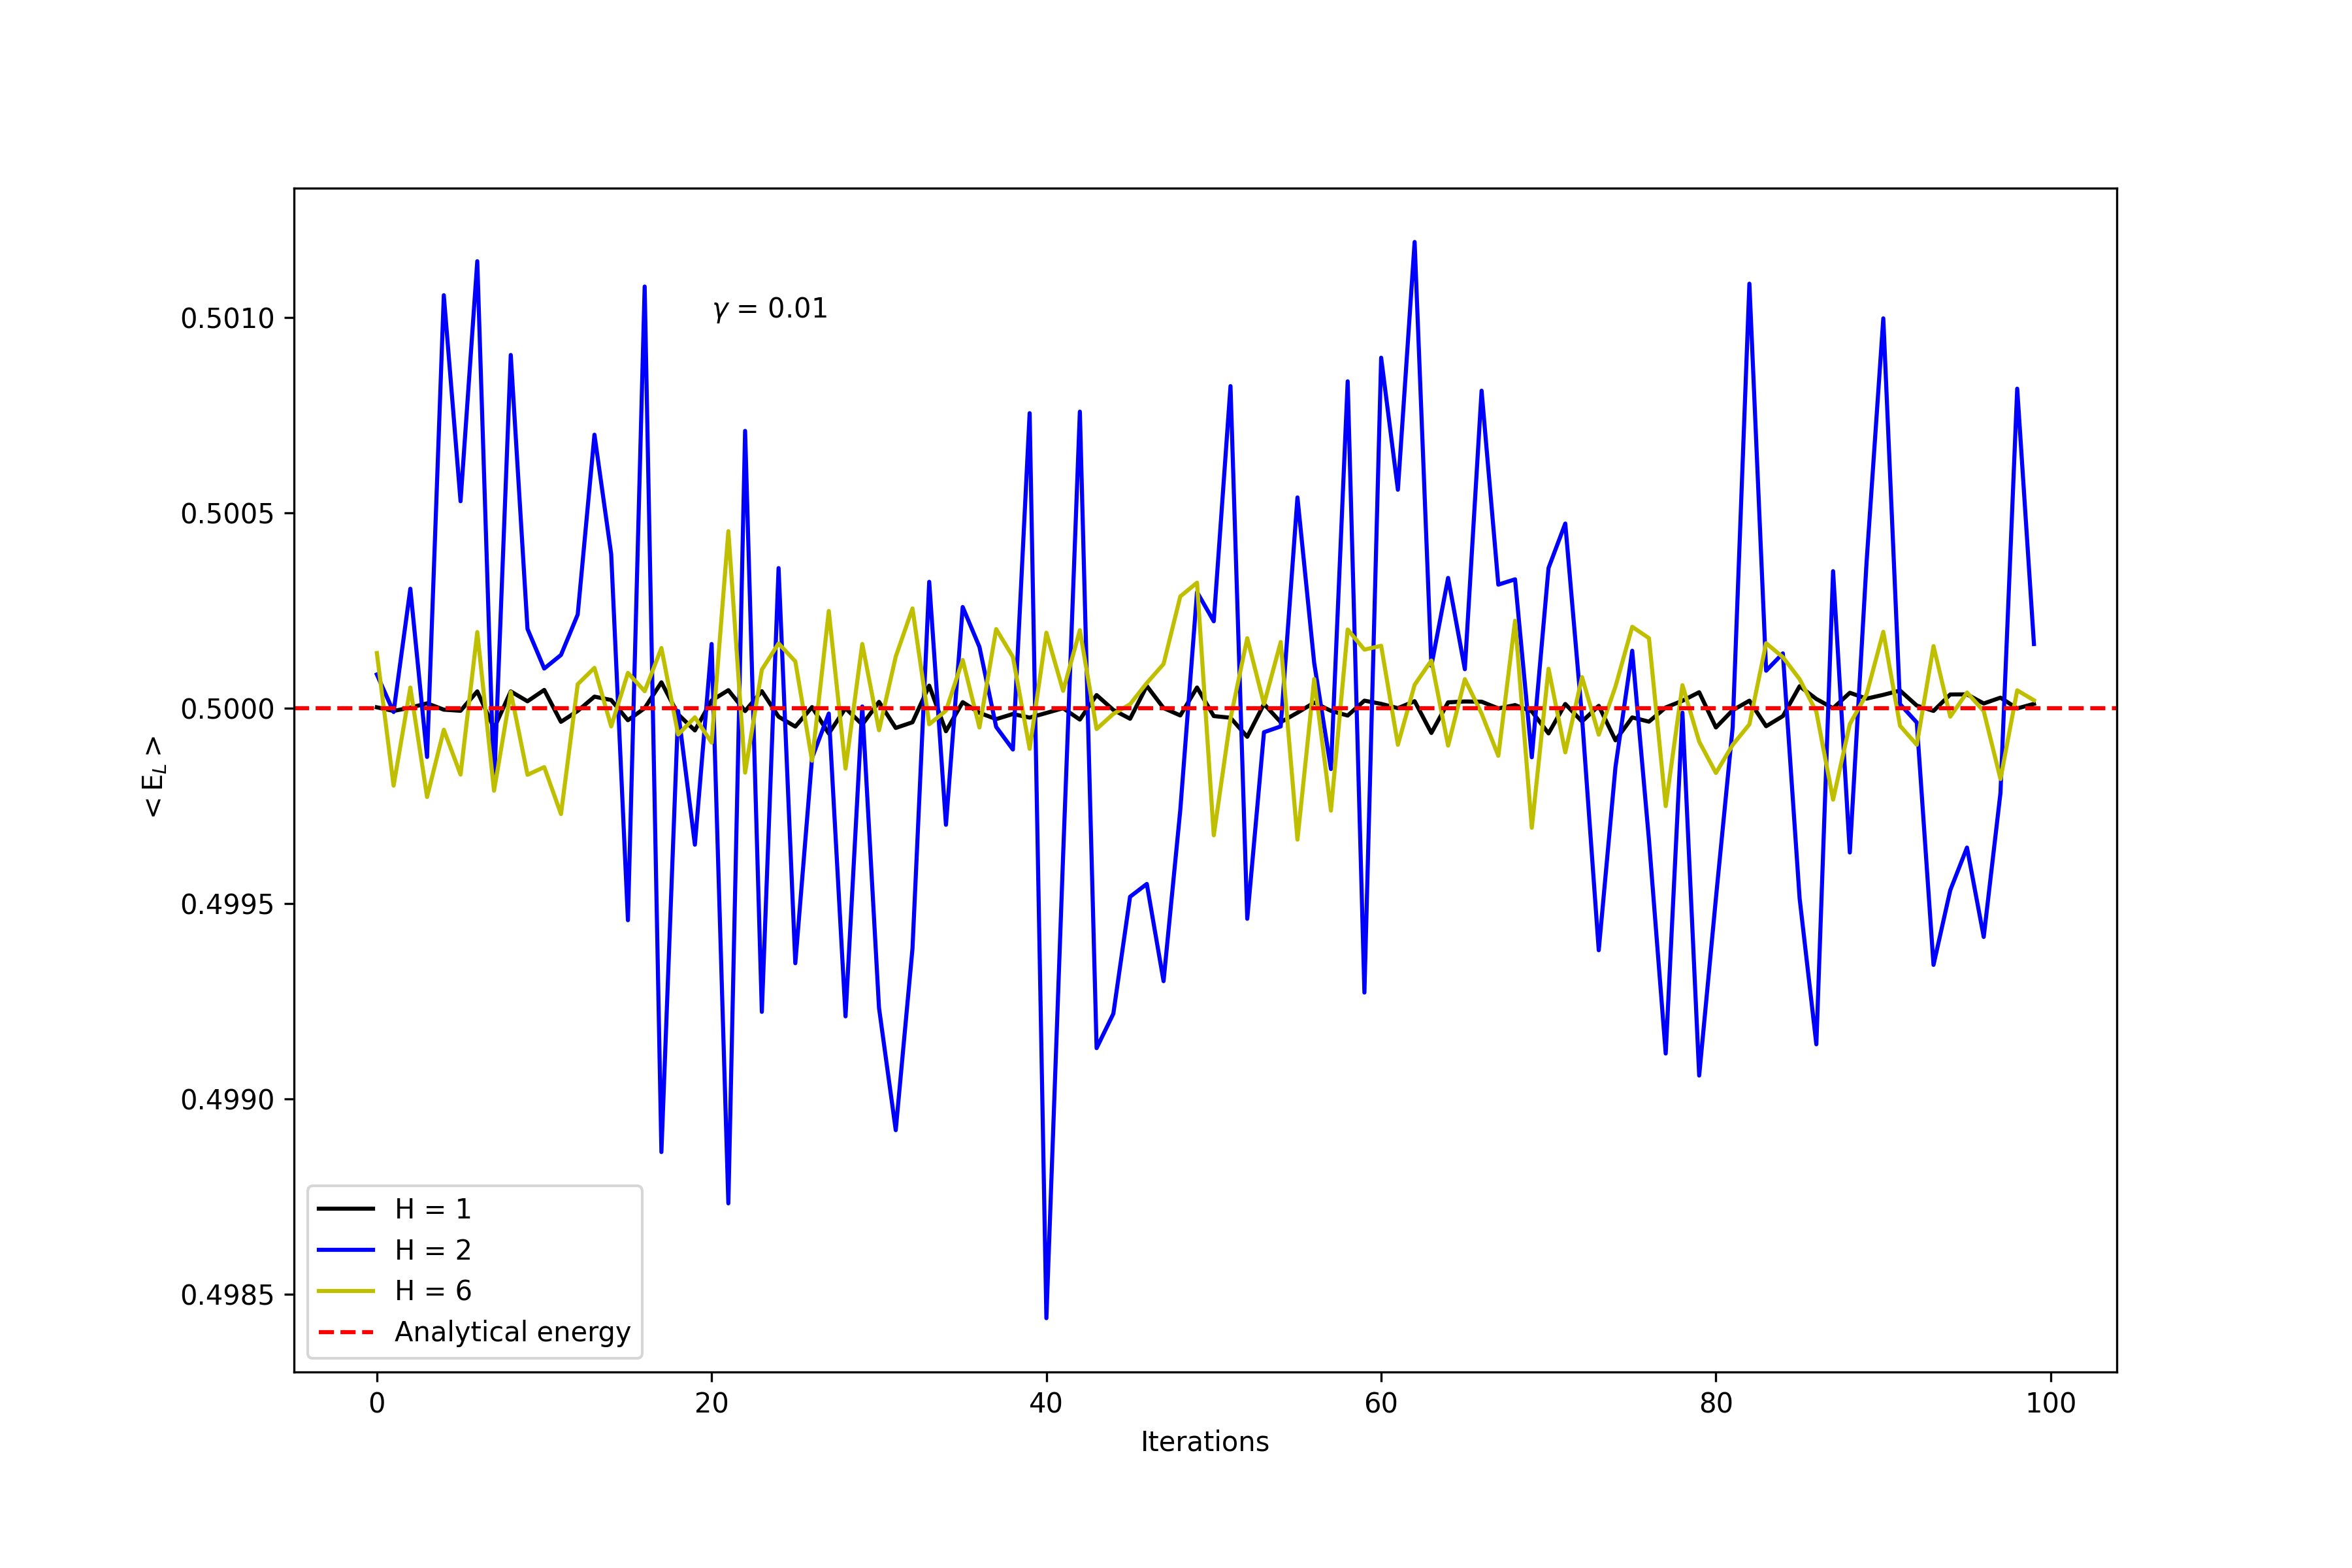 γ = 0.01
0.5010
0.5005
0.5000
0.4995
0.4990
0.4985
< E_L >
H = 1
H = 2
H = 6
Analytical energy
0 20 40 60 80 100
Iterations